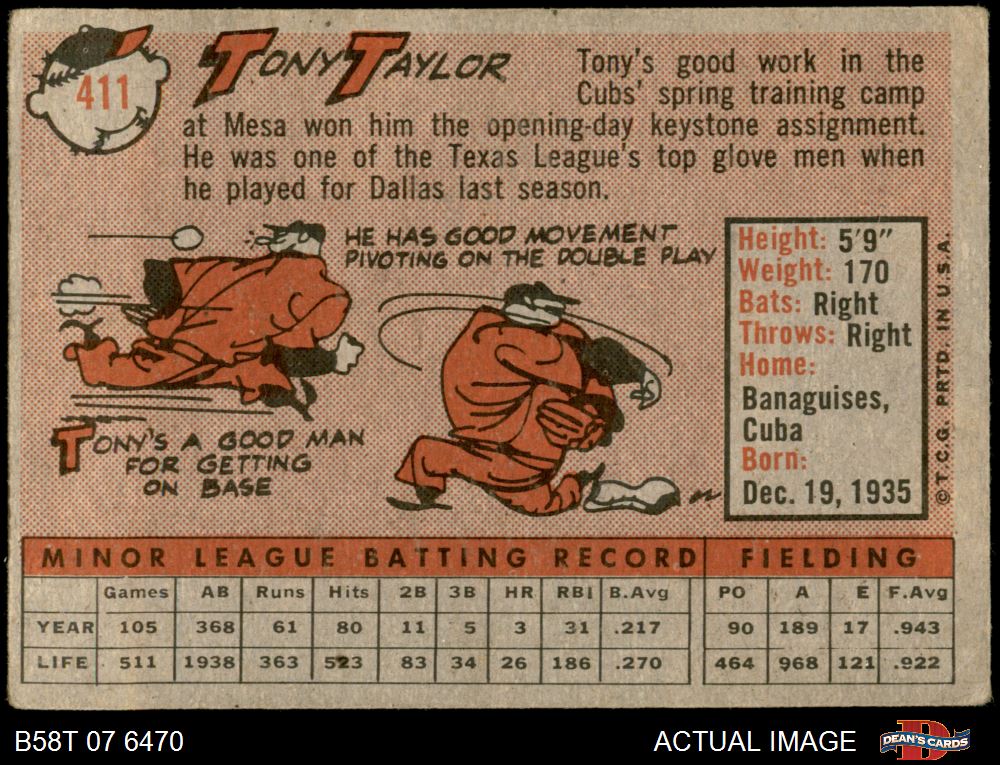 411
TONY TAYLOR
Tony's good work in the
Cubs' spring training camp
at Mesa won him the opening-day keystone assignment.
He was one of the Texas League's top glove men when
he played for Dallas last season.
HE HAS GOOD MOVEMENT
PIVOTING ON THE DOUBLE PLAY
TONY'S A GOOD MAN
FOR GETTING
ON BASE
Height: 5'9"
Weight: 170
Bats: Right
Throws: Right
Home:
Banaguises,
Cuba
Born:
Dec. 19, 1935
© T.C.G. PRTD. IN U.S.A.
MINOR LEAGUE BATTING RECORD FIELDING
Games AB Runs Hits 2B 3B HR RBI B.Avg PO A E F.Avg
YEAR 105 368 61 80 11 5 3 31 .217 90 189 17 .943
LIFE 511 1938 363 523 83 34 26 186 .270 464 968 121 .922
B58T 07 6470 ACTUAL IMAGE DEAN'S CARDS